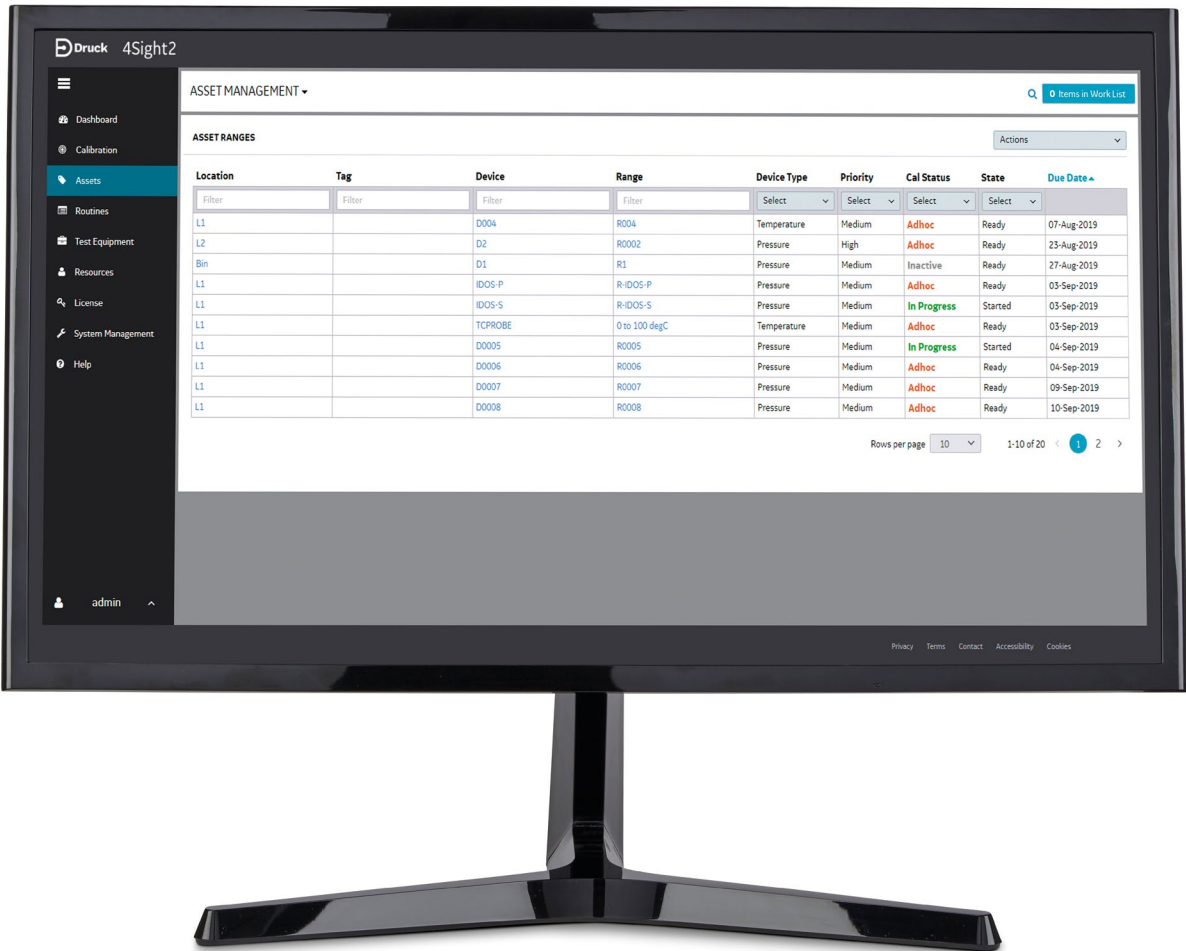 Druck 4Sight2
ASSET MANAGEMENT
0 Items in Work List
Dashboard
Calibration
Assets
Routines
Test Equipment
Resources
License
System Management
Help
admin
ASSET RANGES
Actions
Location Tag Device Range Device Type Priority Cal Status State Due Date
Filter Filter Filter Filter Select Select Select Select
L1 D004 R004 Temperature Medium Adhoc Ready 07-Aug-2019
L2 D2 R0002 Pressure High Adhoc Ready 23-Aug-2019
Bin D1 R1 Pressure Medium Inactive Ready 27-Aug-2019
L1 IDOS-P R-IDOS-P Pressure Medium Adhoc Ready 03-Sep-2019
L1 IDOS-S R-IDOS-S Pressure Medium In Progress Started 03-Sep-2019
L1 TCPROBE 0 to 100 degC Temperature Medium Adhoc Ready 03-Sep-2019
L1 D0005 R0005 Pressure Medium In Progress Started 04-Sep-2019
L1 D0006 R0006 Pressure Medium Adhoc Ready 04-Sep-2019
L1 D0007 R0007 Pressure Medium Adhoc Ready 09-Sep-2019
L1 D0008 R0008 Pressure Medium Adhoc Ready 10-Sep-2019
Rows per page 10 1-10 of 20 < 1 2 >
Privacy Terms Contact Accessibility Cookies